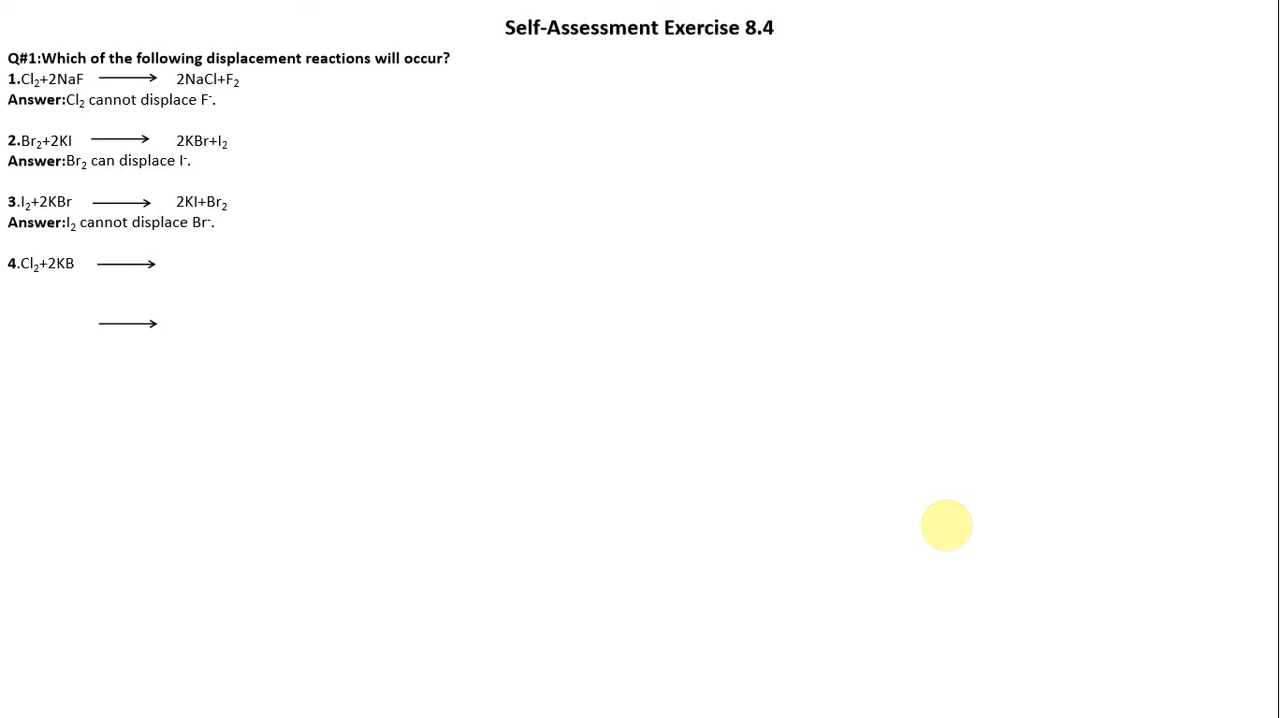 Self-Assessment Exercise 8.4
Q#1:Which of the following displacement reactions will occur?
1.Cl₂+2NaF ⟶ 2NaCl+F₂
Answer:Cl₂ cannot displace F⁻.
2.Br₂+2KI ⟶ 2KBr+I₂
Answer:Br₂ can displace I⁻.
3.I₂+2KBr ⟶ 2KI+Br₂
Answer:I₂ cannot displace Br⁻.
4.Cl₂+2KB ⟶
⟶